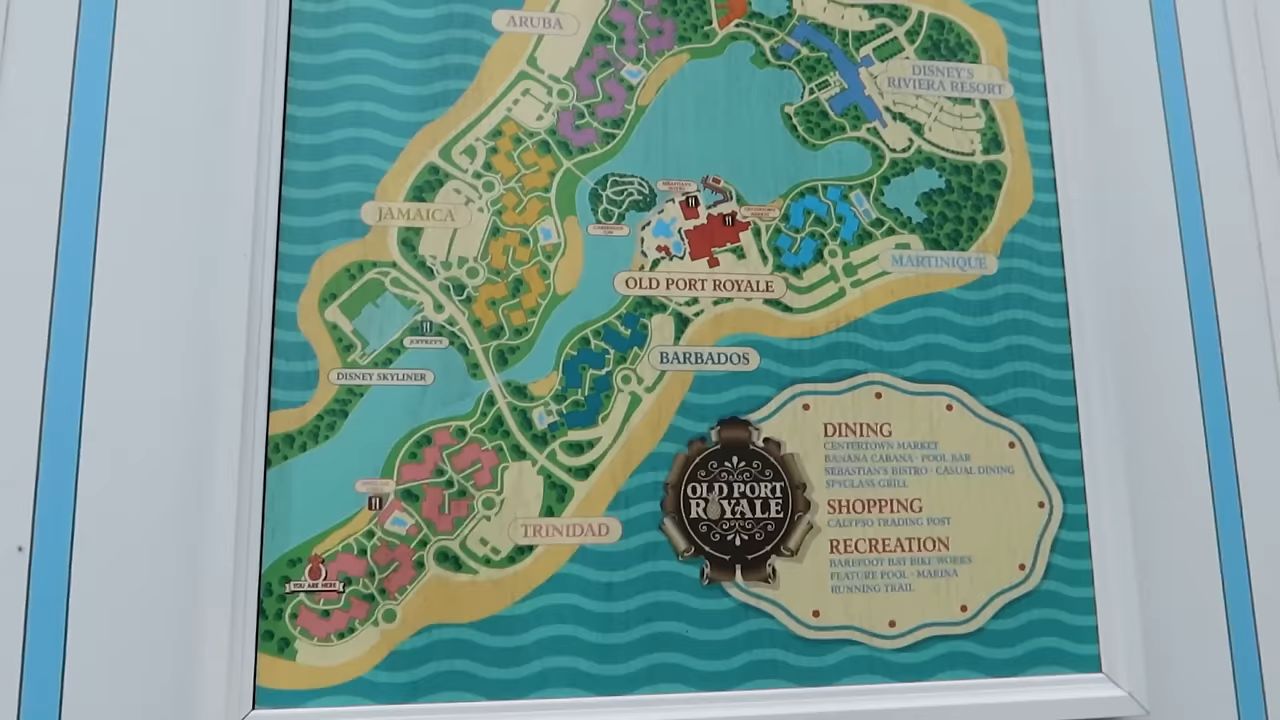 ARUBA
DISNEY'S
RIVIERA RESORT
JAMAICA
MARTINIQUE
OLD PORT ROYALE
JOFFREY'S
BARBADOS
DISNEY SKYLINER
TRINIDAD
YOU ARE HERE
OLD PORT
ROYALE
DINING
CENTERTOWN MARKET
BANANA CABANA · POOL BAR
SEBASTIAN'S BISTRO · CASUAL DINING
SPYGLASS GRILL
SHOPPING
CALYPSO TRADING POST
RECREATION
BAREFOOT BAY BIKE WORKS
FEATURE POOL · MARINA
RUNNING TRAIL